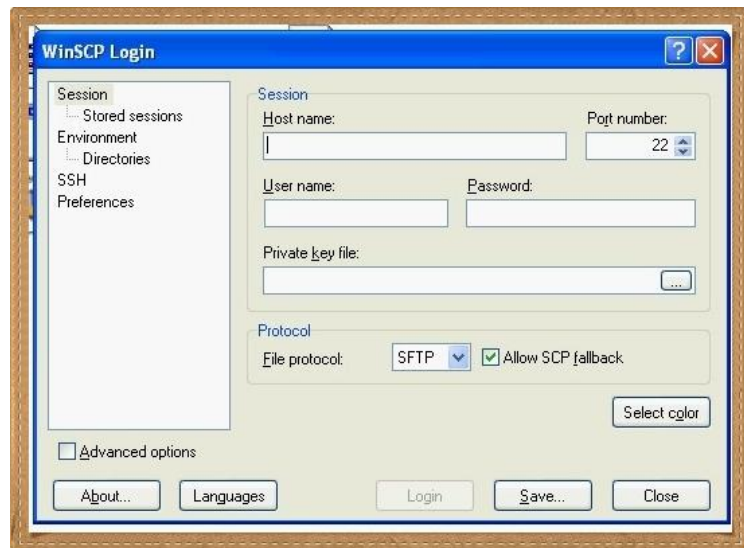 WinSCP Login
Session
Stored sessions
Environment
Directories
SSH
Preferences
Session
Host name:
Port number:
22
User name:
Password:
Private key file:
...
Protocol
File protocol:
SFTP
Allow SCP fallback
Select color
Advanced options
About...
Languages
Login
Save...
Close